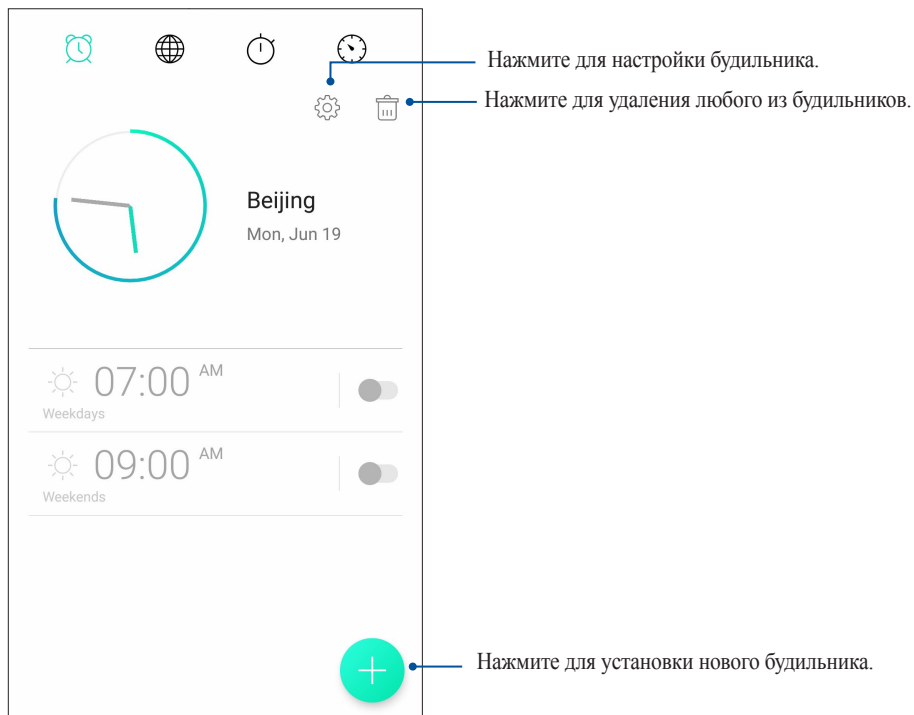 Нажмите для настройки будильника.
Нажмите для удаления любого из будильников.
Beijing
Mon, Jun 19
07:00 AM
Weekdays
09:00 AM
Weekends
Нажмите для установки нового будильника.